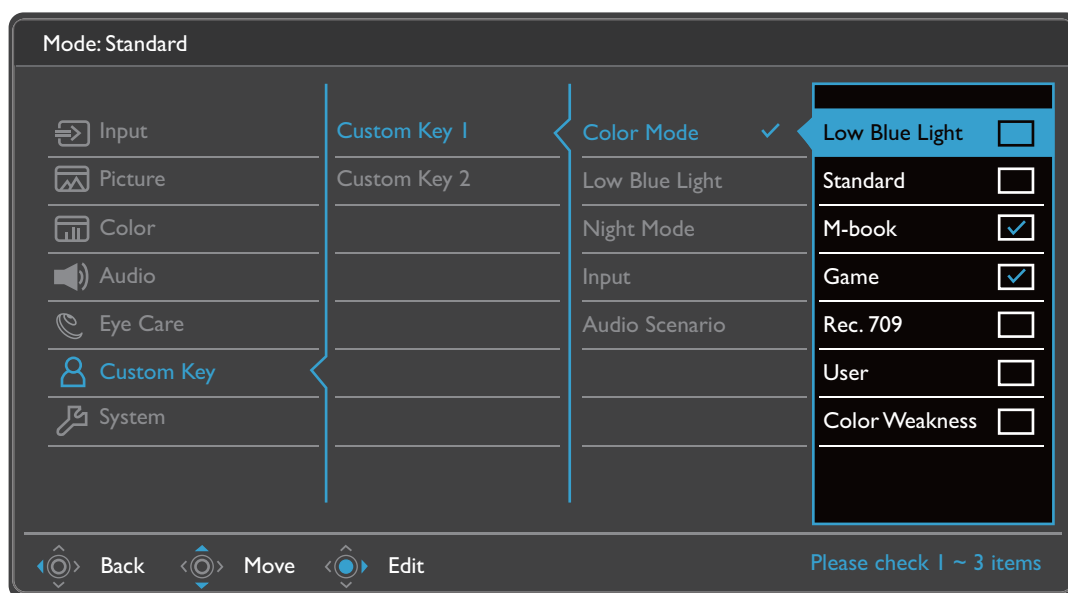 Mode: Standard
Input
Picture
Color
Audio
Eye Care
Custom Key
System
Custom Key 1
Custom Key 2
Color Mode
Low Blue Light
Night Mode
Input
Audio Scenario
Low Blue Light
Standard
M-book
Game
Rec. 709
User
Color Weakness
Back
Move
Edit
Please check 1 ~ 3 items